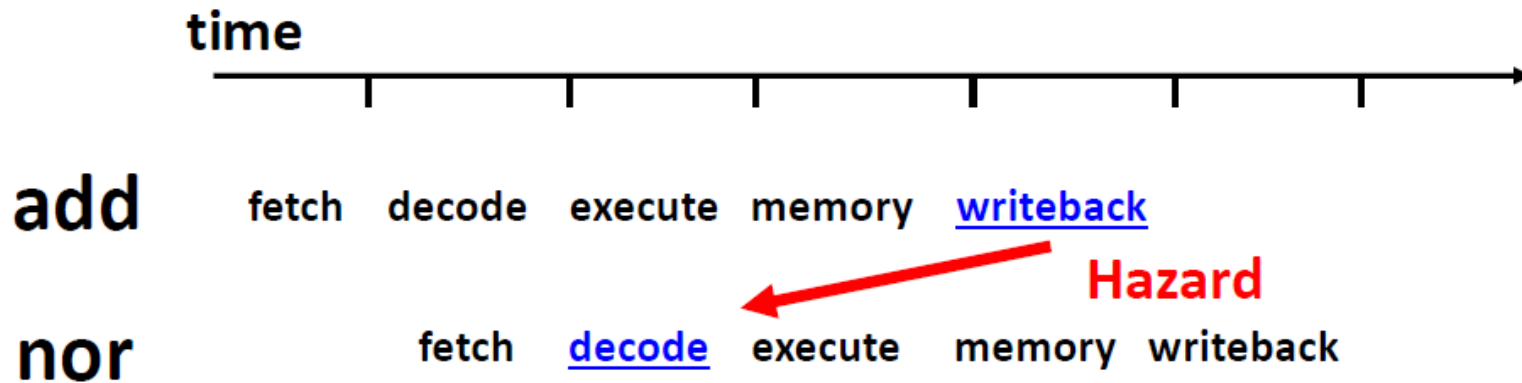 time
add fetch decode execute memory writeback
Hazard
nor fetch decode execute memory writeback